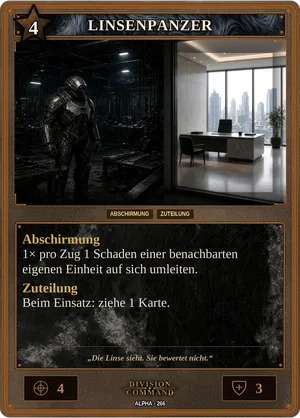 4
LINSENPANZER
ABSCHIRMUNG ZUTEILUNG
Abschirmung
1× pro Zug 1 Schaden einer benachbarten
eigenen Einheit auf sich umleiten.
Zuteilung
Beim Einsatz: ziehe 1 Karte.
„Die Linse sieht. Sie bewertet nicht.“
4
DIVISION
COMMAND
ALPHA - 266
3